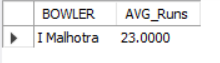 BOWLER AVG_Runs
I Malhotra 23.0000